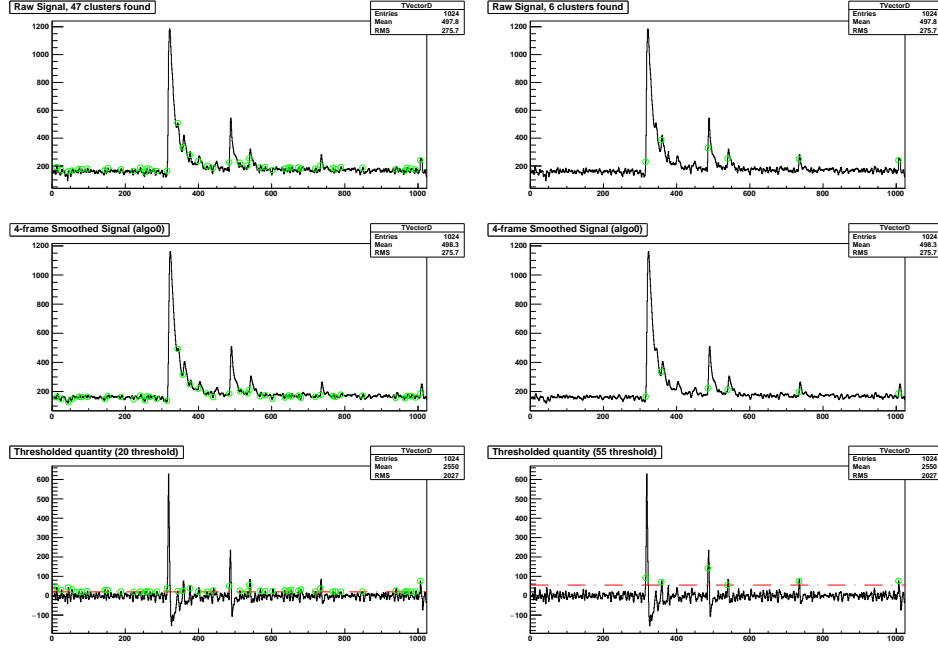 Raw Signal, 47 clusters found
TVectorD
Entries 1024
Mean 497.8
RMS 275.7
1200
1000
800
600
400
200
0 200 400 600 800 1000
Raw Signal, 6 clusters found
TVectorD
Entries 1024
Mean 497.8
RMS 275.7
1200
1000
800
600
400
200
0 200 400 600 800 1000
4-frame Smoothed Signal (algo0)
TVectorD
Entries 1024
Mean 498.3
RMS 275.7
1200
1000
800
600
400
200
0 200 400 600 800 1000
4-frame Smoothed Signal (algo0)
TVectorD
Entries 1024
Mean 498.3
RMS 275.7
1200
1000
800
600
400
200
0 200 400 600 800 1000
Thresholded quantity (20 threshold)
TVectorD
Entries 1024
Mean 2550
RMS 2027
600
500
400
300
200
100
0
−100
0 200 400 600 800 1000
Thresholded quantity (55 threshold)
TVectorD
Entries 1024
Mean 2550
RMS 2027
600
500
400
300
200
100
0
−100
0 200 400 600 800 1000